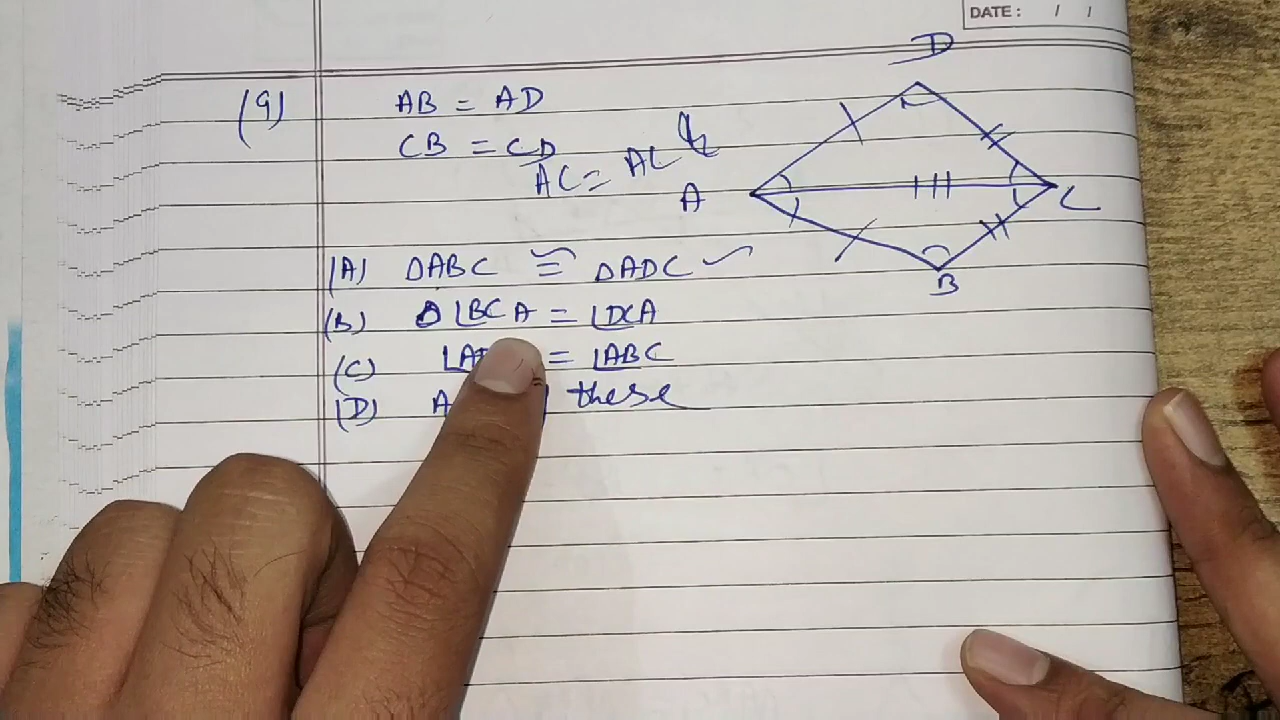 DATE : / /
(9) AB = AD
CB = CD
AC = AC
D
A
C
B
(A) ΔABC ≅ ΔADC
(B) ∠BCA = ∠DCA
(C) = ∠ABC
(D) these